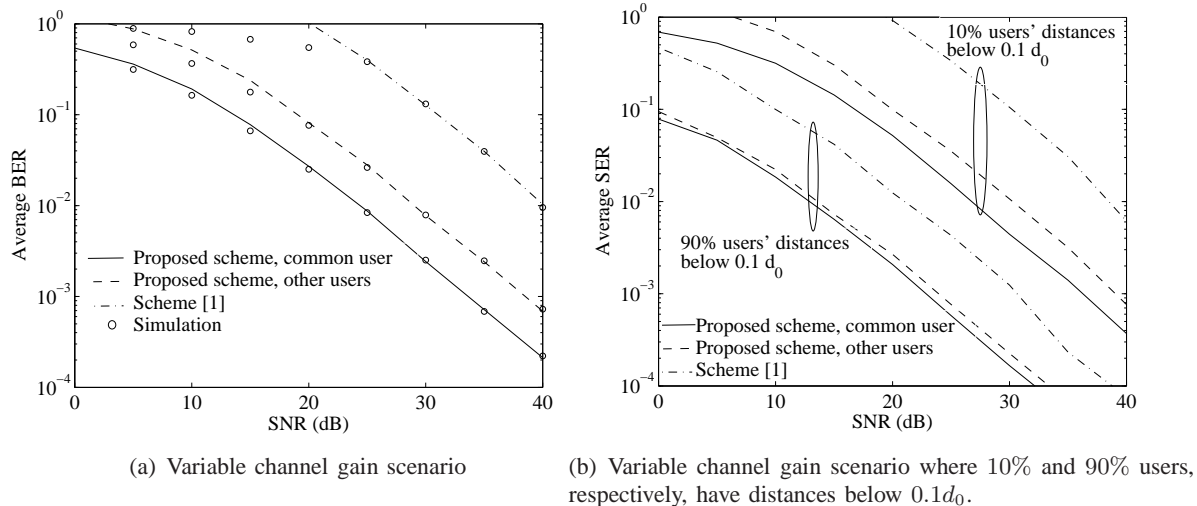 10^0
10^-1
10^-2
10^-3
10^-4
Average BER
0
10
20
30
40
SNR (dB)
Proposed scheme, common user
Proposed scheme, other users
Scheme [1]
Simulation
(a) Variable channel gain scenario
10^0
10^-1
10^-2
10^-3
10^-4
Average SER
0
10
20
30
40
SNR (dB)
10% users' distances
below 0.1 d_0
90% users' distances
below 0.1 d_0
Proposed scheme, common user
Proposed scheme, other users
Scheme [1]
(b) Variable channel gain scenario where 10% and 90% users,
respectively, have distances below 0.1d_0.